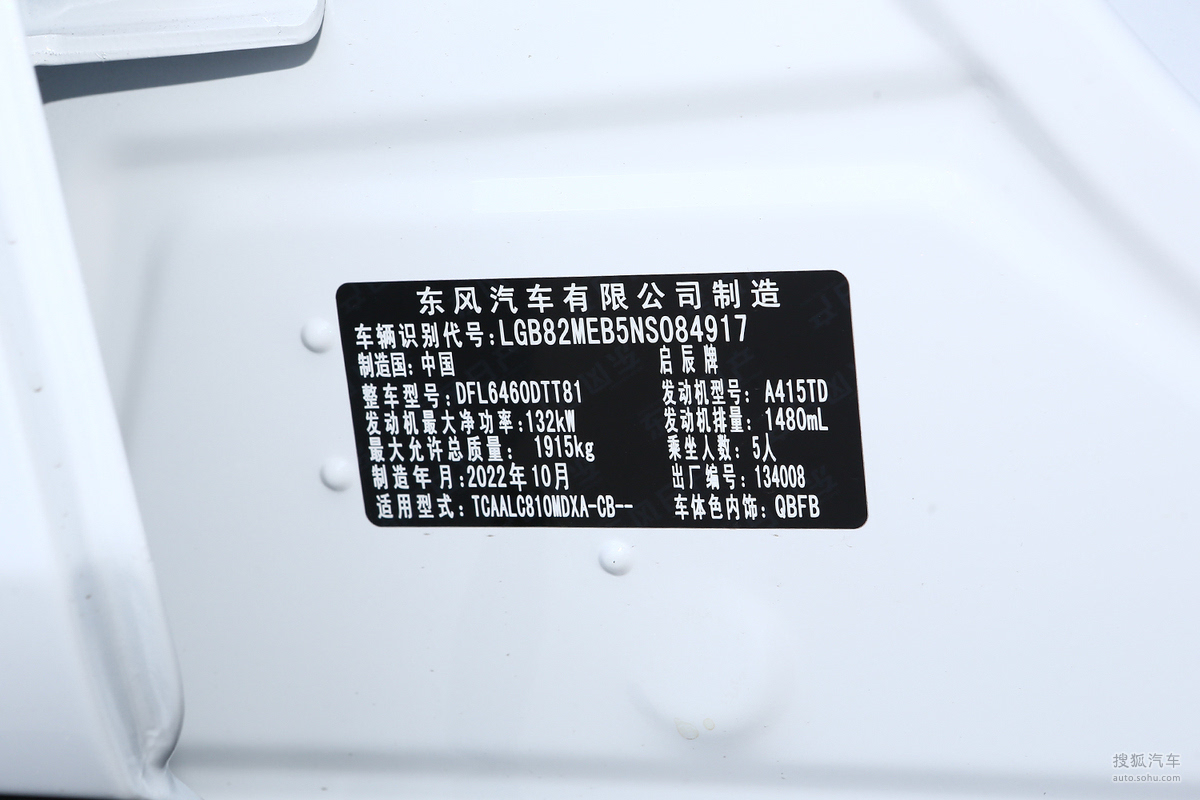 东风汽车有限公司制造
车辆识别代号:LGB82MEB5NS084917
制造国: 中国 启辰牌
整车型号:DFL6460DTT81 发动机型号: A415TD
发动机最大净功率:132kW 发动机排量: 1480mL
最大允许总质量: 1915kg 乘坐人数: 5人
制造年月:2022年10月 出厂编号: 134008
适用型式: TCAALC810MDXA-CB-- 车体色内饰: QBFB
搜狐汽车
auto.sohu.com